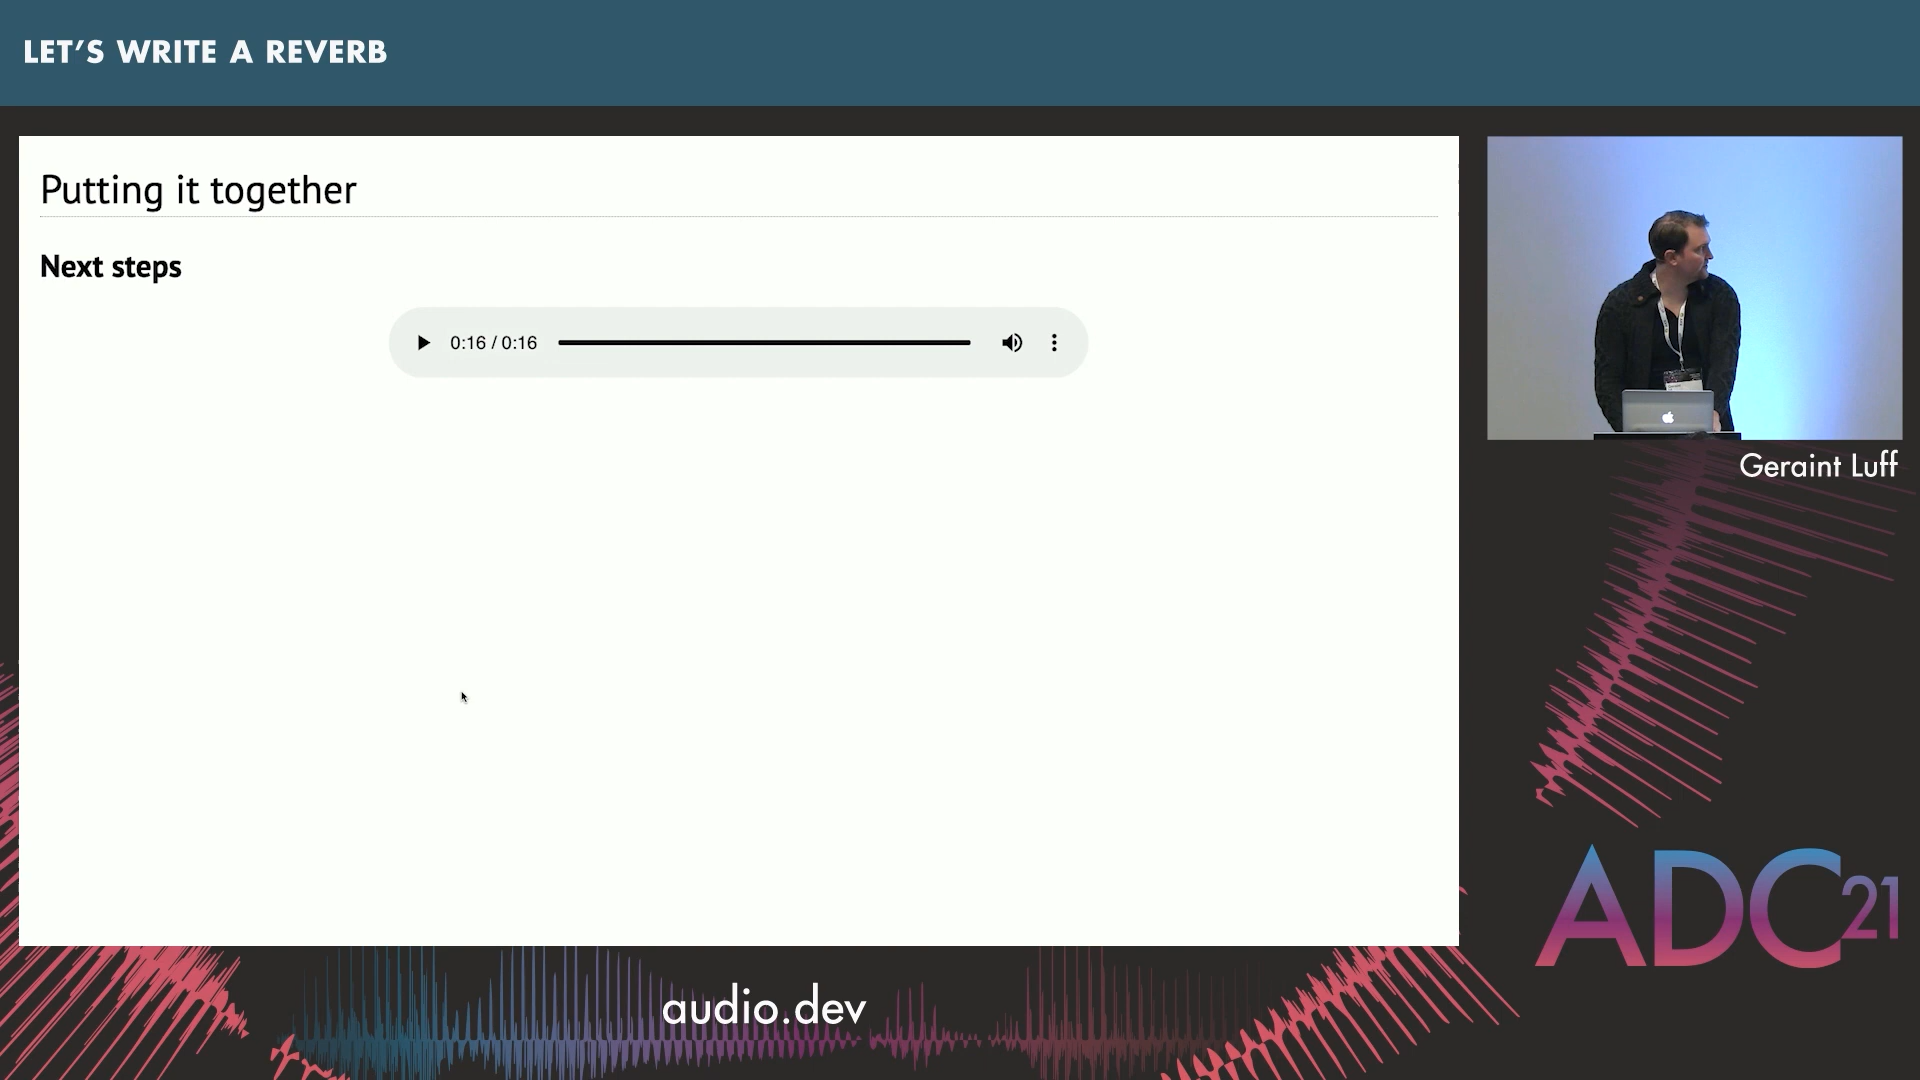 LET'S WRITE A REVERB
Putting it together
Next steps
0:16 / 0:16
Geraint Luff
ADC21
audio.dev